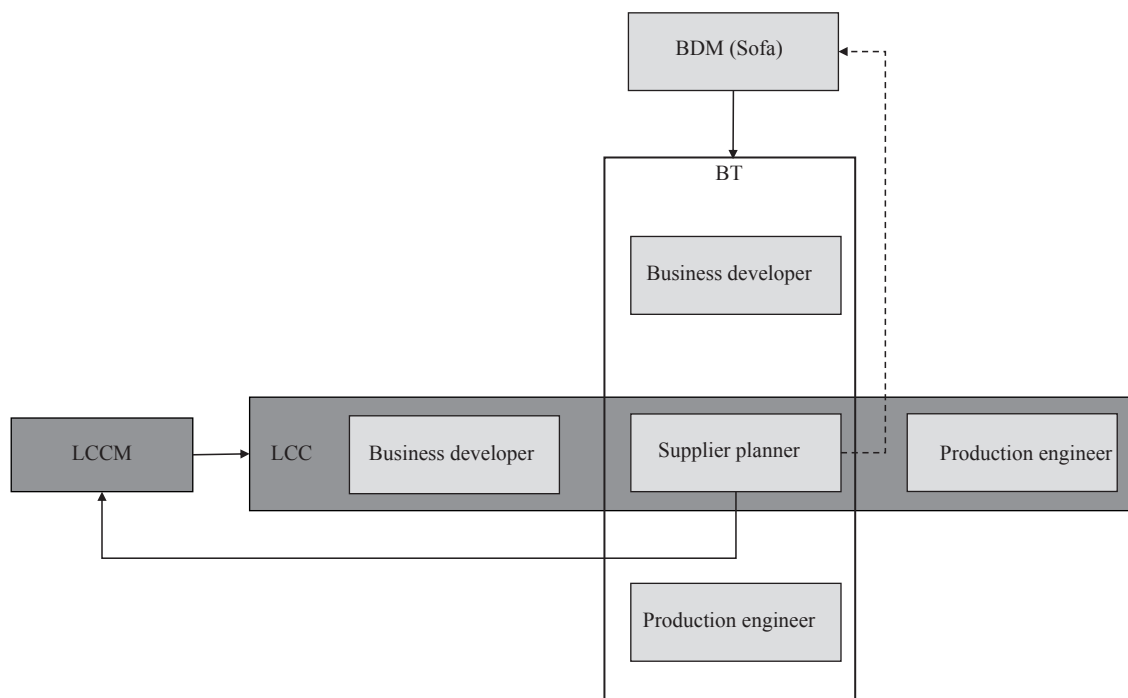 BDM (Sofa)
BT
Business developer
LCCM
LCC
Business developer
Supplier planner
Production engineer
Production engineer